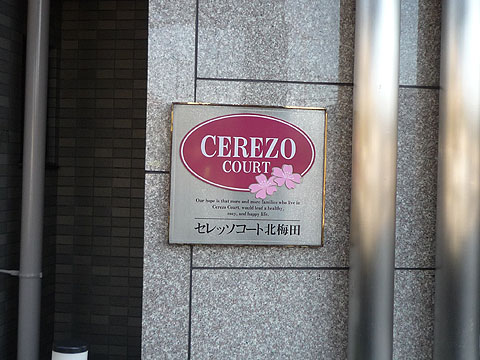 CEREZO
COURT
Our hope is that more and more families who live in
Cerezo Court, would lead a healthy,
easy, and happy life.
セレッソコート北梅田